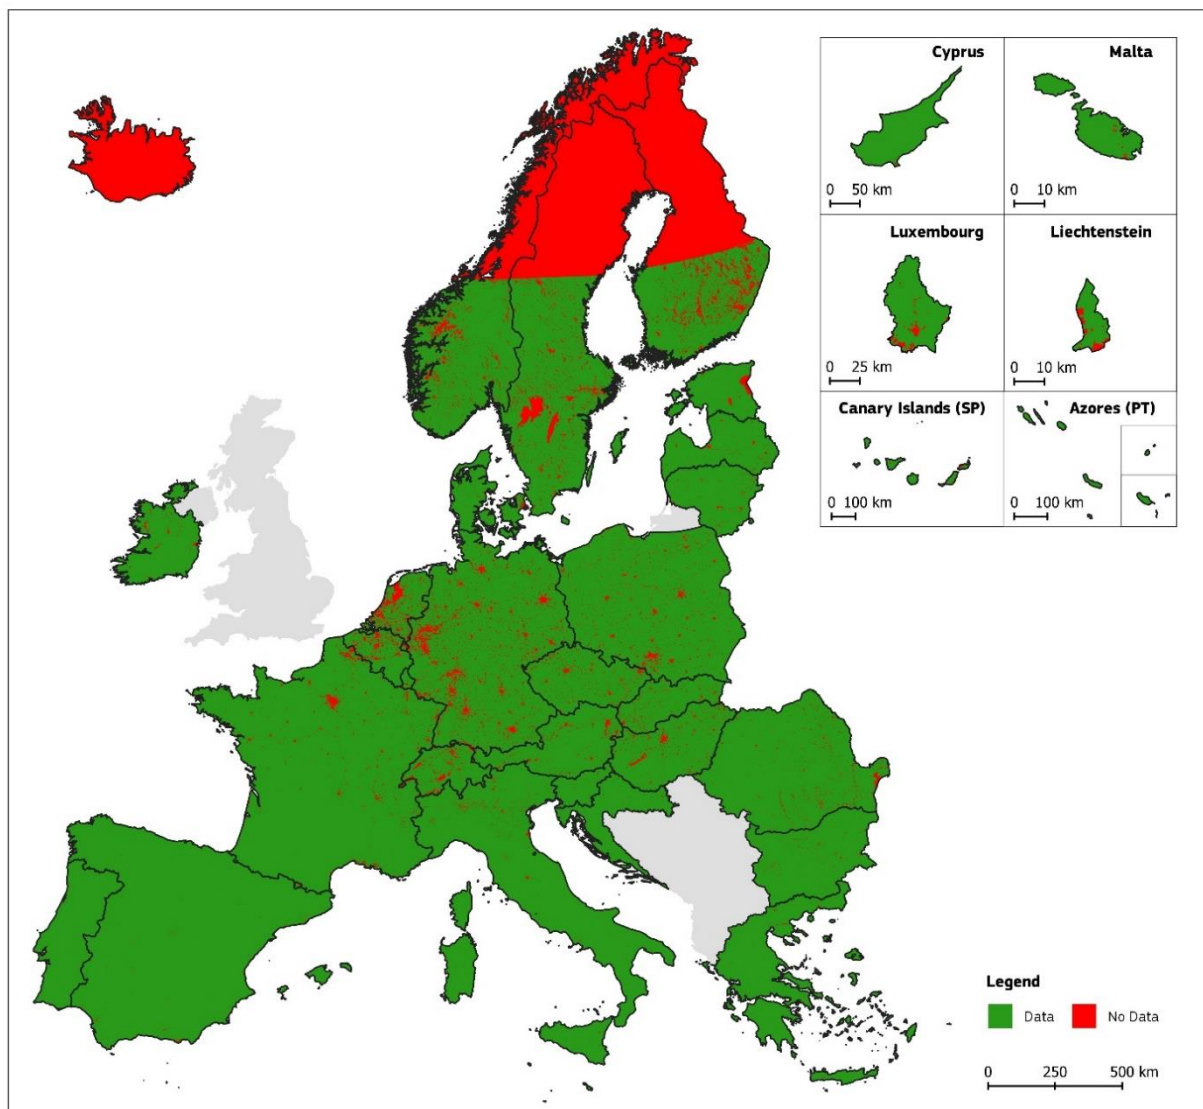 Cyprus
0 50 km
Malta
0 10 km
Luxembourg
0 25 km
Liechtenstein
0 10 km
Canary Islands (SP)
0 100 km
Azores (PT)
0 100 km
Legend
Data No Data
0 250 500 km